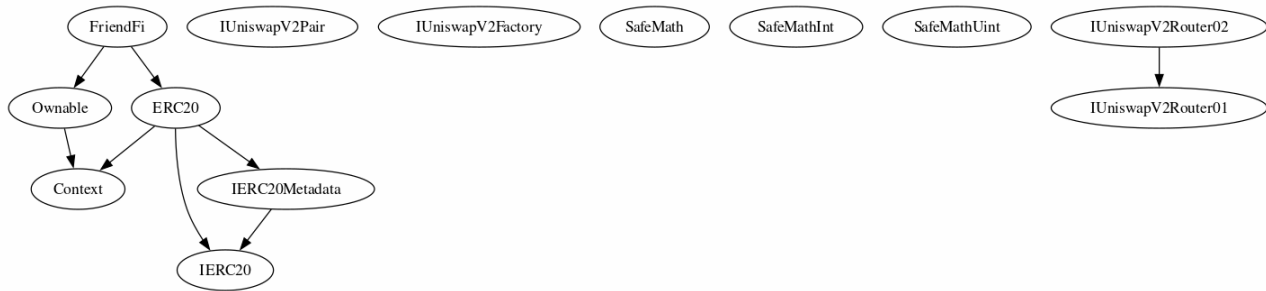 FriendFi IUniswapV2Pair IUniswapV2Factory SafeMath SafeMathInt SafeMathUint IUniswapV2Router02
Ownable ERC20 IUniswapV2Router01
Context IERC20Metadata
IERC20